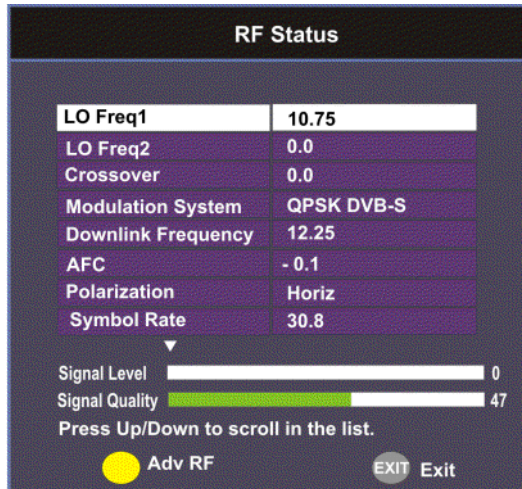 RF Status
LO Freq1 10.75
LO Freq2 0.0
Crossover 0.0
Modulation System QPSK DVB-S
Downlink Frequency 12.25
AFC - 0.1
Polarization Horiz
Symbol Rate 30.8
Signal Level 0
Signal Quality 47
Press Up/Down to scroll in the list.
Adv RF EXIT Exit